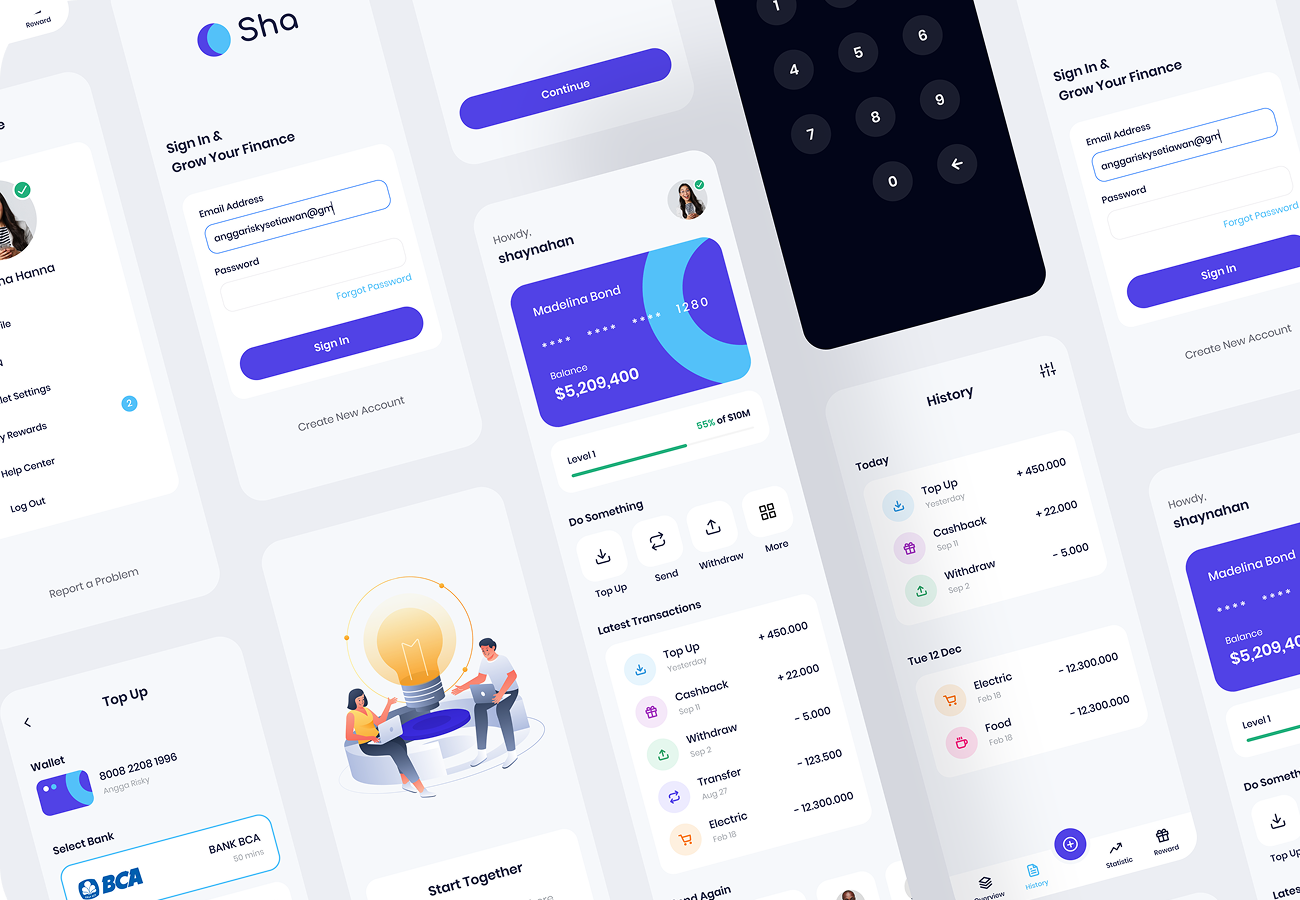 Reward
Log Out
Help Center
Report a Problem
2
Top Up
Wallet
8008 2208 1996
Angga Risky
Select Bank
BCA
BANK BCA
50 mins
Sha
Sign In &
Grow Your Finance
Email Address
anggariskysetiawan@gm
Password
Forgot Password
Sign In
Create New Account
Start Together
Continue
Howdy,
shaynahan
Madelina Bond
**** **** **** 1280
Balance
$5,209,400
Level 1
55% of $10M
Do Something
Top Up
Send
Withdraw
More
Latest Transactions
Top Up
Yesterday
+ 450.000
Cashback
Sep 11
+ 22.000
Withdraw
Sep 2
- 5.000
Transfer
Aug 27
- 123.500
Electric
Feb 18
- 12.300.000
Again
1
4
5
6
7
8
9
0
History
Today
Top Up
Yesterday
+ 450.000
Cashback
Sep 11
+ 22.000
Withdraw
Sep 2
- 5.000
Tue 12 Dec
Electric
Feb 18
- 12.300.000
Food
Feb 18
- 12.300.000
History
Statistic
Reward
Sign In &
Grow Your Finance
Email Address
anggariskysetiawan@gm
Password
Forgot Password
Sign In
Create New Account
Howdy,
shaynahan
Madelina Bond
**** ****
Balance
$5,209,40
Level 1
Do Someth
Top Up
Lates